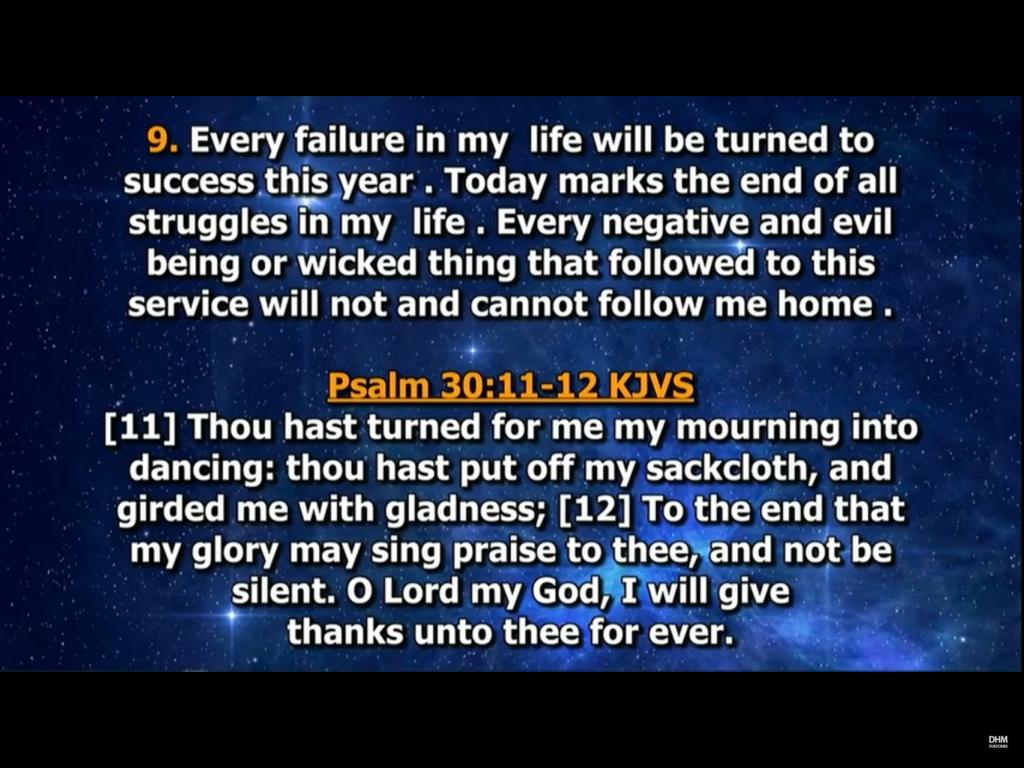 9. Every failure in my life will be turned to
success this year . Today marks the end of all
struggles in my life . Every negative and evil
being or wicked thing that followed to this
service will not and cannot follow me home .
Psalm 30:11-12 KJVS
[11] Thou hast turned for me my mourning into
dancing: thou hast put off my sackcloth, and
girded me with gladness; [12] To the end that
my glory may sing praise to thee, and not be
silent. O Lord my God, I will give
thanks unto thee for ever.
DHM
SUBSCRIBE